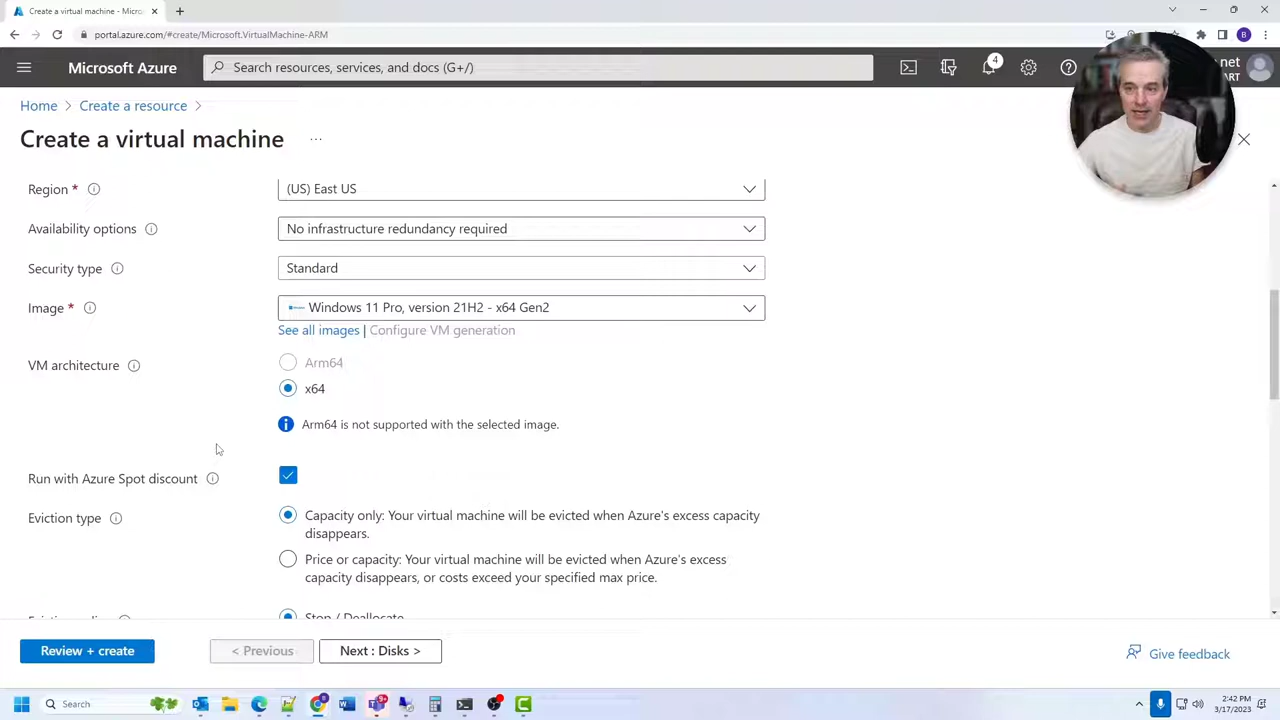 Create a virtual machine - Micros
portal.azure.com/#create/Microsoft.VirtualMachine-ARM
B
Microsoft Azure
Search resources, services, and docs (G+/)
4
net
ART
Home > Create a resource >
Create a virtual machine ...
Region *
(US) East US
Availability options
No infrastructure redundancy required
Security type
Standard
Image *
Windows 11 Pro, version 21H2 - x64 Gen2
See all images | Configure VM generation
VM architecture
Arm64
x64
Arm64 is not supported with the selected image.
Run with Azure Spot discount
Eviction type
Capacity only: Your virtual machine will be evicted when Azure's excess capacity
disappears.
Price or capacity: Your virtual machine will be evicted when Azure's excess
capacity disappears, or costs exceed your specified max price.
Stop / Deallocate
Review + create
< Previous
Next : Disks >
Give feedback
Search
2:42 PM
3/17/2023